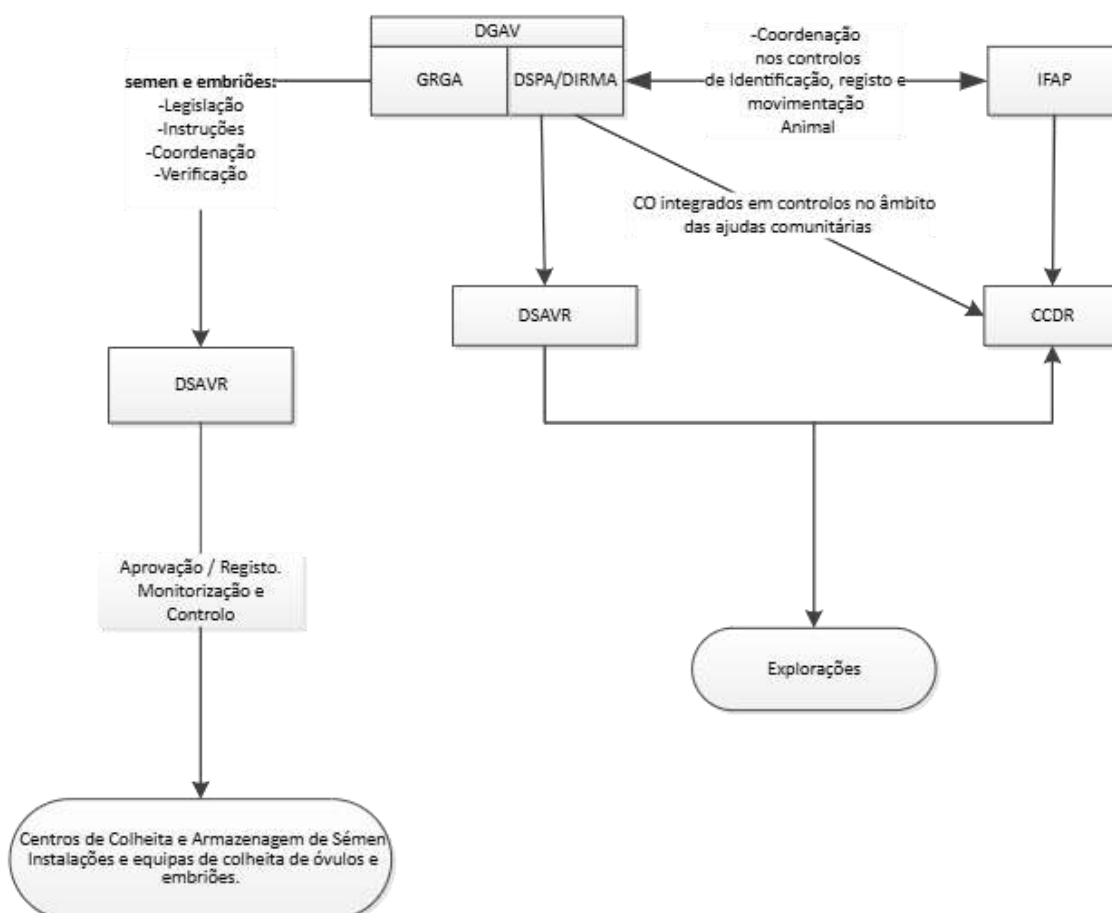 DGAV
GRGA
DSPA/DIRMA
semen e embriões:
-Legislação
-Instruções
-Coordenação
-Verificação
-Coordenação
nos controlos
de Identificação, registo e
movimentação
Animal
IFAP
CO integrados em controlos no âmbito
das ajudas comunitárias
DSAVR
CCDR
DSAVR
Aprovação / Registo.
Monitorização e
Controlo
Explorações
Centros de Colheita e Armazenagem de Sémen
Instalações e equipas de colheita de óvulos e
embriões.